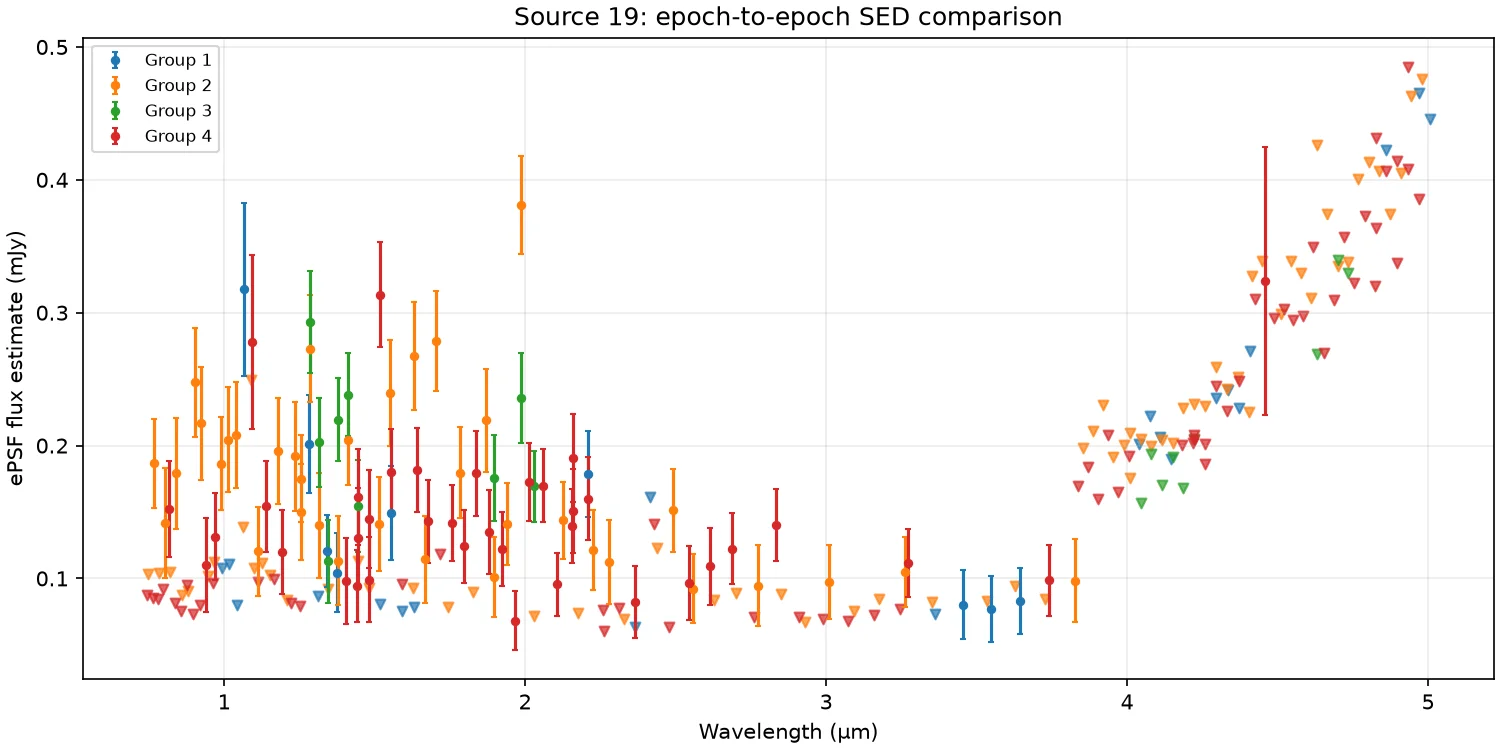 Source 19: epoch-to-epoch SED comparison
Group 1
Group 2
Group 3
Group 4
ePSF flux estimate (mJy)
0.5
0.4
0.3
0.2
0.1
1 2 3 4 5
Wavelength (μm)